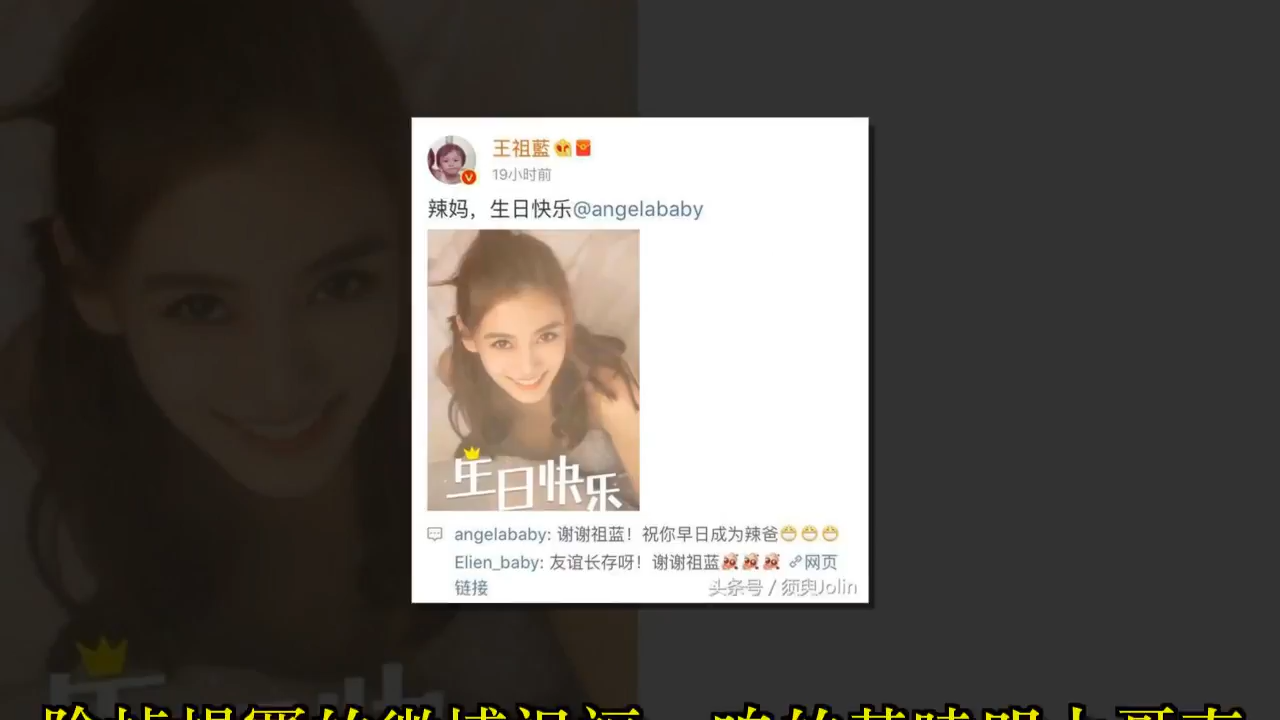 王祖藍
19小时前
辣妈，生日快乐@angelababy
生日快乐
angelababy: 谢谢祖蓝！祝你早日成为辣爸
Elien_baby: 友谊长存呀！谢谢祖蓝 网页
链接
头条号 / 须臾Jolin